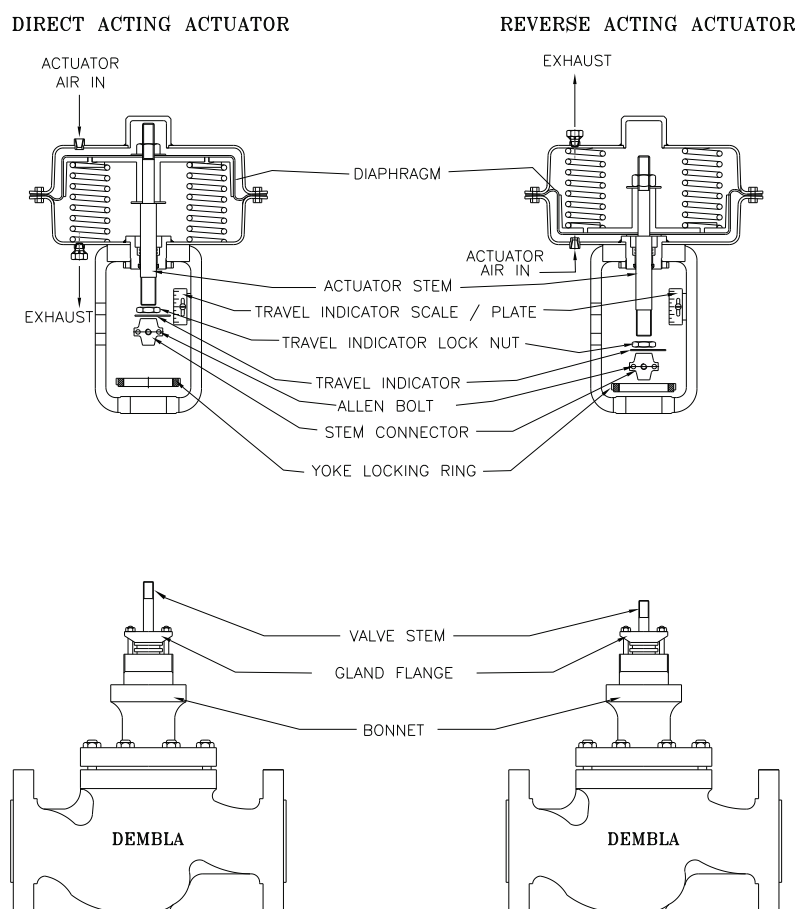 DIRECT ACTING ACTUATOR
REVERSE ACTING ACTUATOR
ACTUATOR
AIR IN
EXHAUST
DIAPHRAGM
ACTUATOR
AIR IN
ACTUATOR STEM
EXHAUST
TRAVEL INDICATOR SCALE / PLATE
TRAVEL INDICATOR LOCK NUT
TRAVEL INDICATOR
ALLEN BOLT
STEM CONNECTOR
YOKE LOCKING RING
VALVE STEM
GLAND FLANGE
BONNET
DEMBLA
DEMBLA